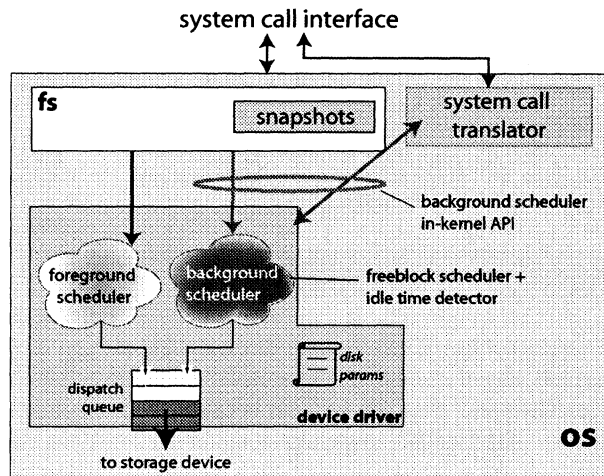 system call interface
fs
snapshots
system call
translator
background scheduler
in-kernel API
foreground
scheduler
background
scheduler
freeblock scheduler +
idle time detector
disk
params
dispatch
queue
device driver
os
to storage device